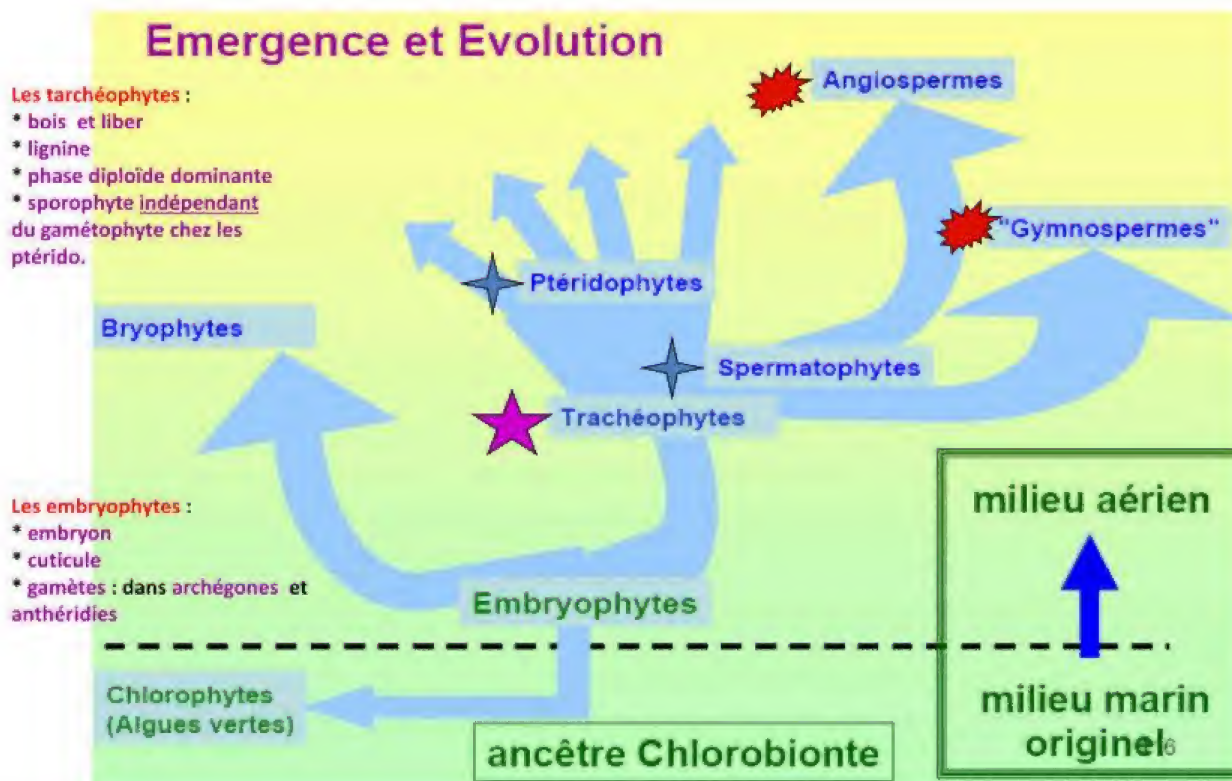 Emergence et Evolution
Les tarchéophytes :
* bois et liber
* lignine
* phase diploîde dominante
* sporophyte indépendant
du gamétophyte chez les
ptérido.
Angiospermes
"Gymnospermes"
Ptéridophytes
Bryophytes
Spermatophytes
Trachéophytes
Les embryophytes :
* embryon
* cuticule
* gamètes : dans archégones et
anthéridies
Embryophytes
Chlorophytes
(Algues vertes)
ancêtre Chlorobionte
milieu aérien
milieu marin
originel
6